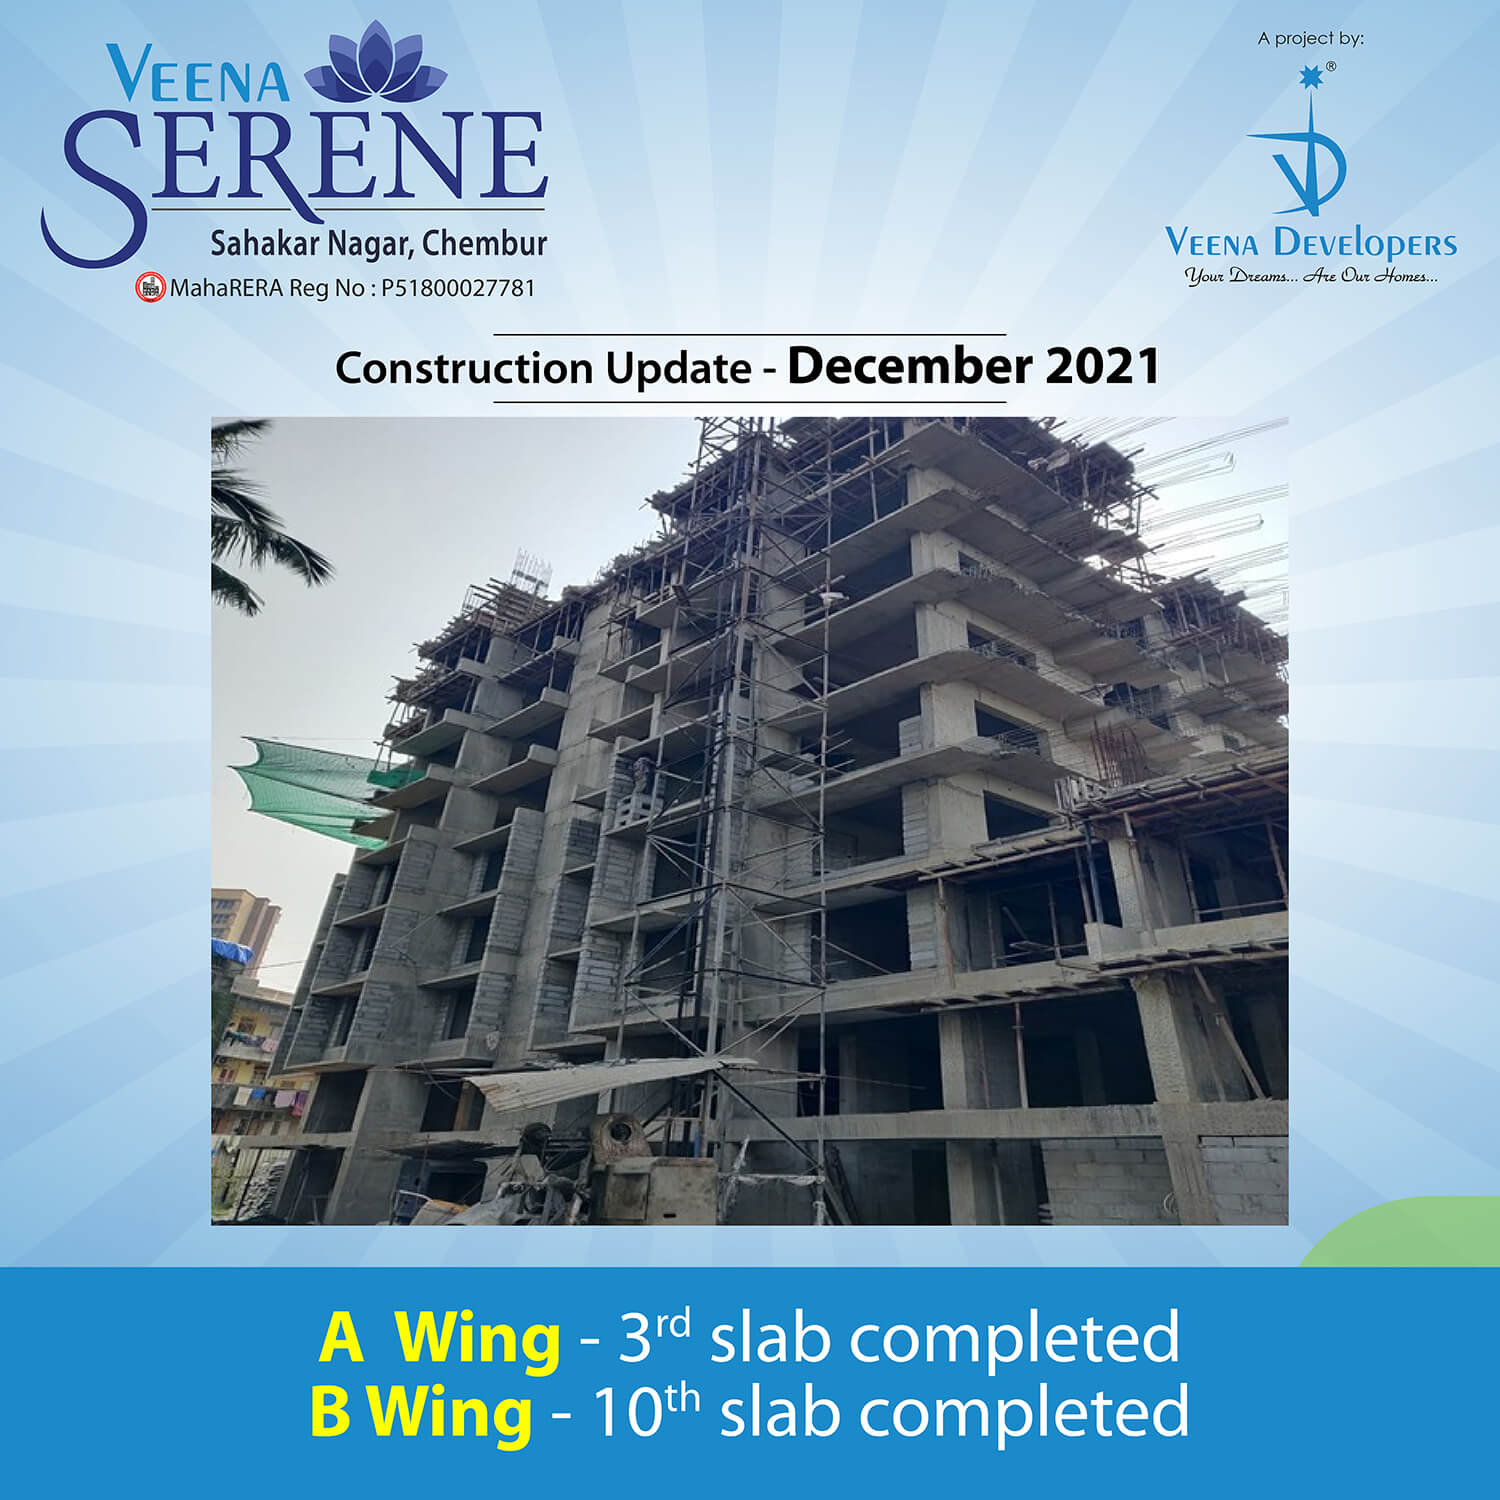 VEENA
SERENE
Sahakar Nagar, Chembur
MahaRERA Reg No : P51800027781
A project by:
®
VEENA DEVELOPERS
Your Dreams... Are Our Homes...
Construction Update - December 2021
A Wing - 3rd slab completed
B Wing - 10th slab completed